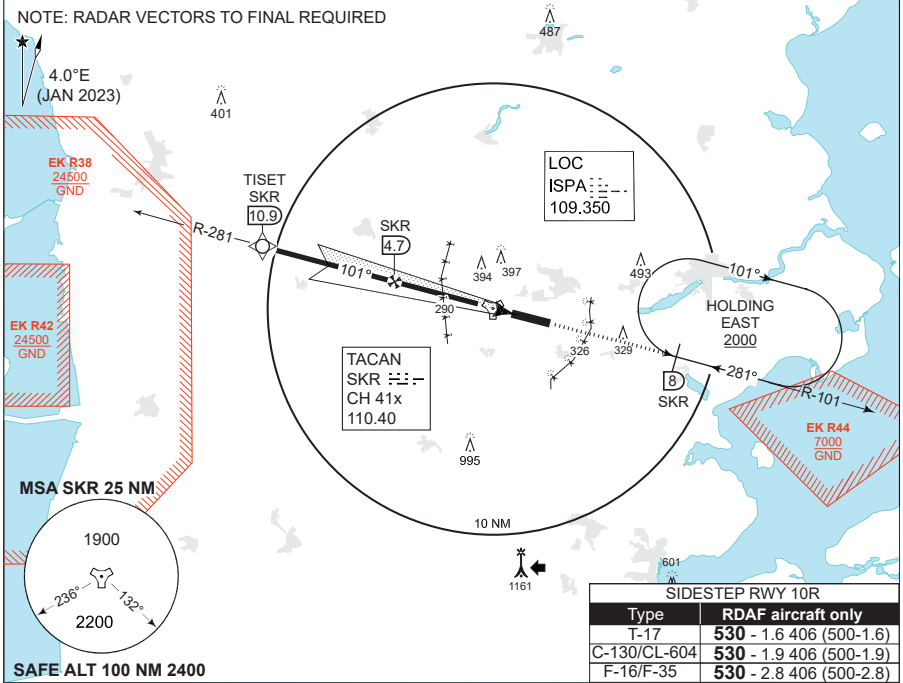 NOTE: RADAR VECTORS TO FINAL REQUIRED
4.0°E
(JAN 2023)
487
401
EK R38
24500
GND
TISET
SKR
10.9
R-281
LOC
ISPA
109.350
SKR
4.7
101°
394
397
493
101°
HOLDING
EAST
2000
290
EK R42
24500
GND
326
329
TACAN
SKR
CH 41x
110.40
8
SKR
281°
R-101
EK R44
7000
GND
995
MSA SKR 25 NM
1900
236°
132°
2200
10 NM
1161
601
SAFE ALT 100 NM 2400
SIDESTEP RWY 10R
Type RDAF aircraft only
T-17 530 - 1.6 406 (500-1.6)
C-130/CL-604 530 - 1.9 406 (500-1.9)
F-16/F-35 530 - 2.8 406 (500-2.8)